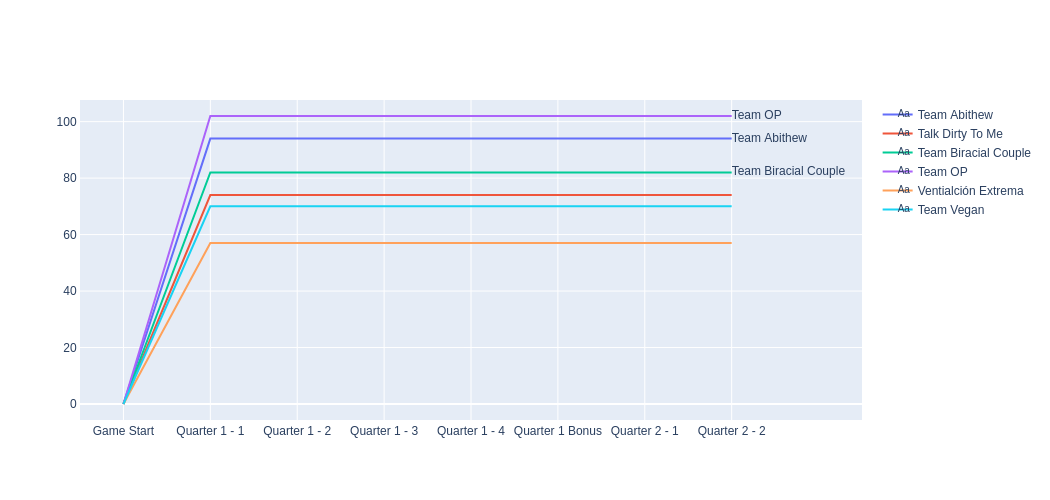 Team OP
Team Abithew
Team Biracial Couple
100
80
60
40
20
0
Game Start
Quarter 1 - 1
Quarter 1 - 2
Quarter 1 - 3
Quarter 1 - 4
Quarter 1 Bonus
Quarter 2 - 1
Quarter 2 - 2
Aa Team Abithew
Aa Talk Dirty To Me
Aa Team Biracial Couple
Aa Team OP
Aa Ventialción Extrema
Aa Team Vegan